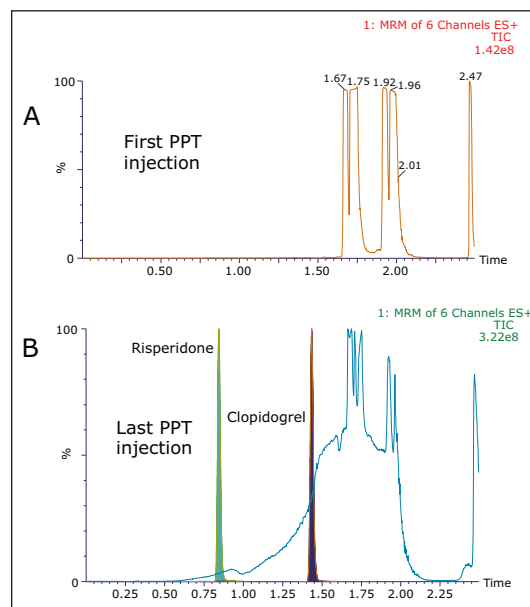 1: MRM of 6 Channels ES+
TIC
1.42e8
100
1.67 1.75 1.92 1.96 2.47
A
First PPT
injection
%
2.01
0
0.50 1.00 1.50 2.00 Time
1: MRM of 6 Channels ES+
TIC
3.22e8
B
100
Risperidone
Clopidogrel
Last PPT
injection
%
0
0.25 0.50 0.75 1.00 1.25 1.50 1.75 2.00 2.25 Time